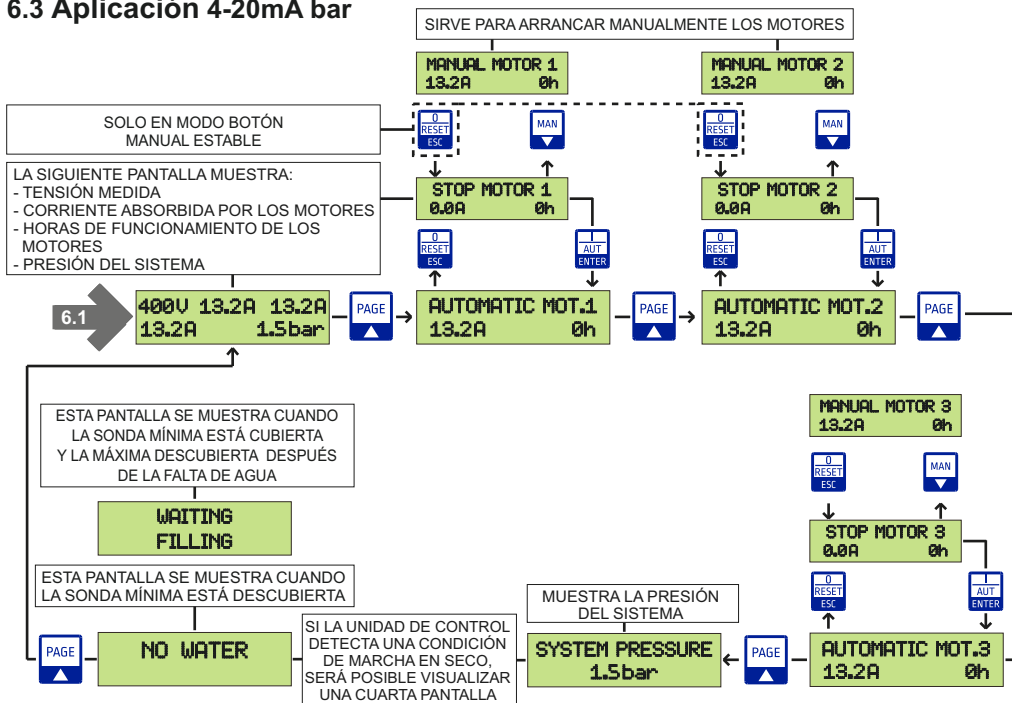 6.3 Aplicación 4-20mA bar
SIRVE PARA ARRANCAR MANUALMENTE LOS MOTORES
MANUAL MOTOR 1
13.2A 0h
MANUAL MOTOR 2
13.2A 0h
SOLO EN MODO BOTÓN
MANUAL ESTABLE
0
RESET
ESC
MAN
0
RESET
ESC
MAN
LA SIGUIENTE PANTALLA MUESTRA:
- TENSIÓN MEDIDA
- CORRIENTE ABSORBIDA POR LOS MOTORES
- HORAS DE FUNCIONAMIENTO DE LOS
MOTORES
- PRESIÓN DEL SISTEMA
STOP MOTOR 1
0.0A 0h
STOP MOTOR 2
0.0A 0h
0
RESET
ESC
I
AUT
ENTER
0
RESET
ESC
I
AUT
ENTER
6.1
400V 13.2A 13.2A
13.2A 1.5bar
PAGE
AUTOMATIC MOT.1
13.2A 0h
PAGE
AUTOMATIC MOT.2
13.2A 0h
PAGE
ESTA PANTALLA SE MUESTRA CUANDO
LA SONDA MÍNIMA ESTÁ CUBIERTA
Y LA MÁXIMA DESCUBIERTA DESPUÉS
DE LA FALTA DE AGUA
WAITING
FILLING
MANUAL MOTOR 3
13.2A 0h
0
RESET
ESC
MAN
STOP MOTOR 3
0.0A 0h
0
RESET
ESC
I
AUT
ENTER
ESTA PANTALLA SE MUESTRA CUANDO
LA SONDA MÍNIMA ESTÁ DESCUBIERTA
PAGE
NO WATER
SI LA UNIDAD DE CONTROL
DETECTA UNA CONDICIÓN
DE MARCHA EN SECO,
SERÁ POSIBLE VISUALIZAR
UNA CUARTA PANTALLA
MUESTRA LA PRESIÓN
DEL SISTEMA
SYSTEM PRESSURE
1.5bar
PAGE
AUTOMATIC MOT.3
13.2A 0h